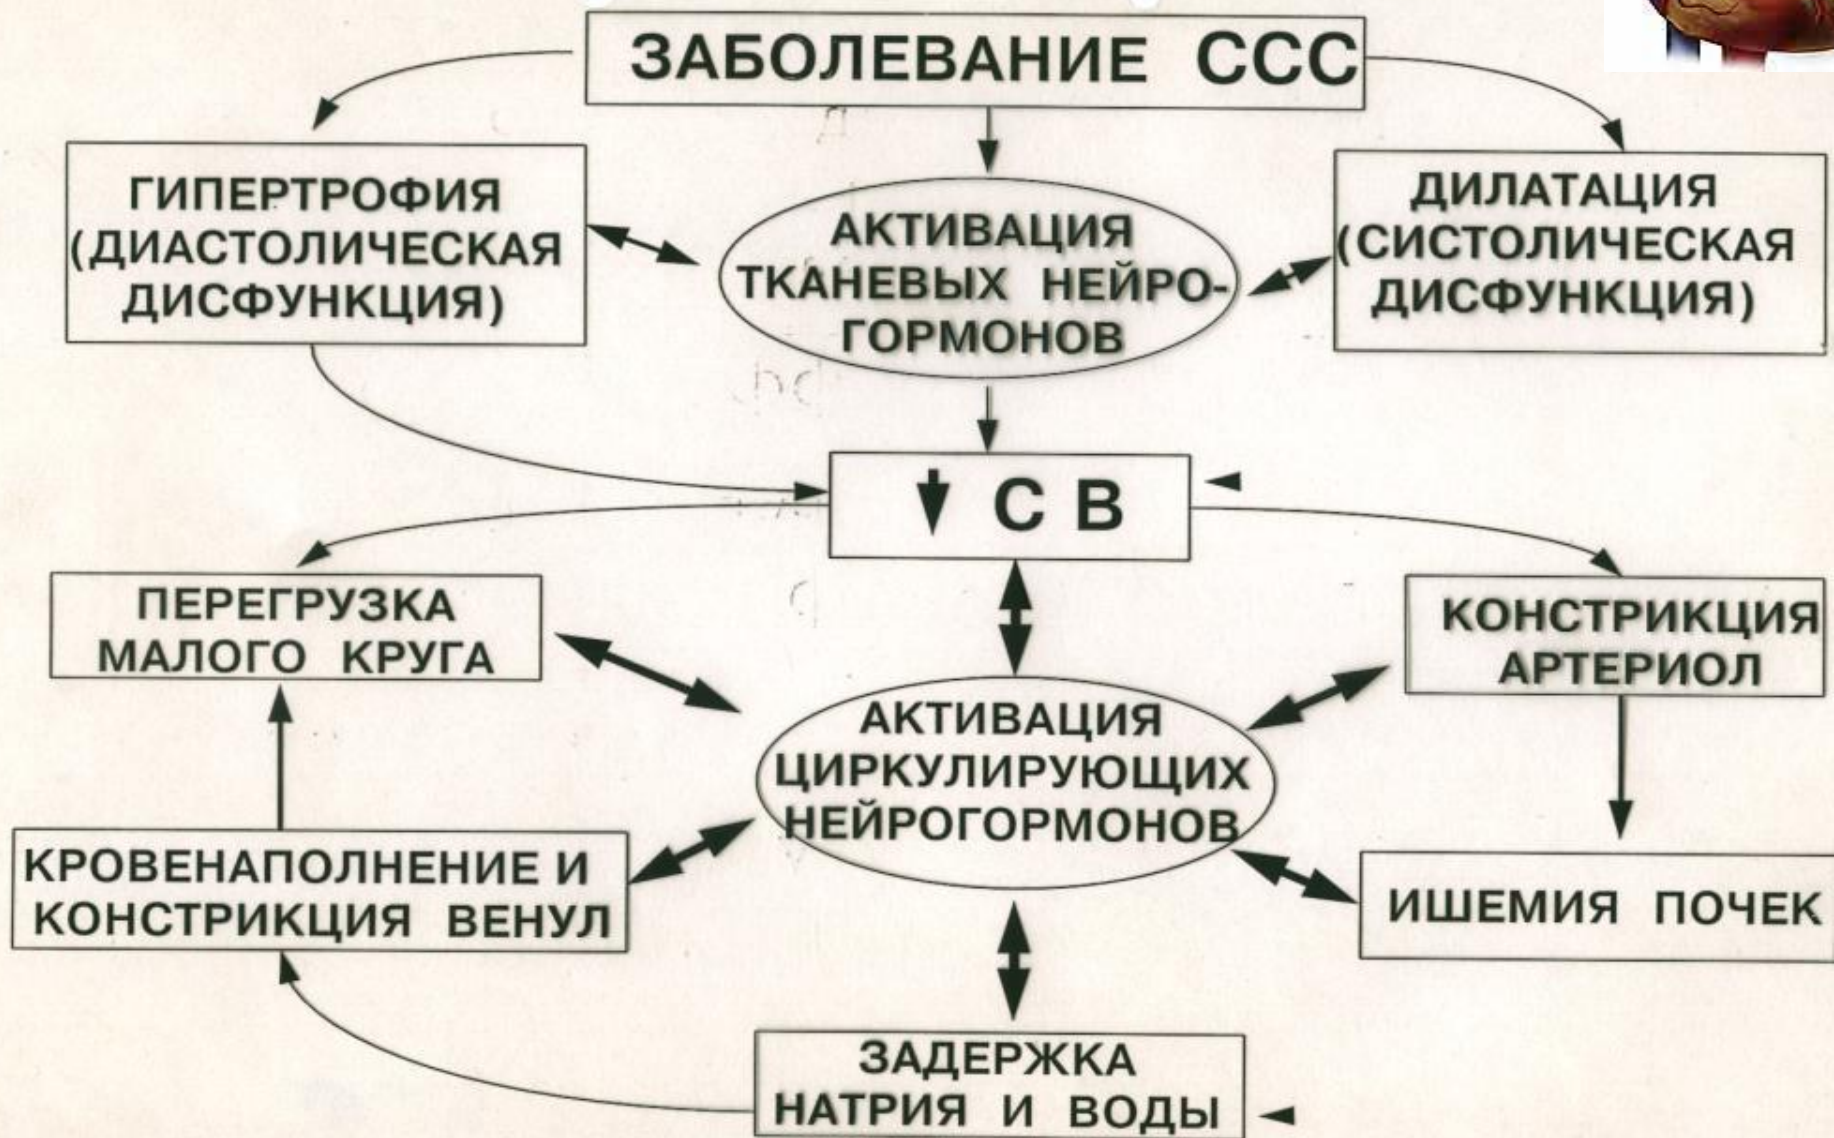 ЗАБОЛЕВАНИЕ ССС
ГИПЕРТРОФИЯ
(ДИАСТОЛИЧЕСКАЯ
ДИСФУНКЦИЯ)
АКТИВАЦИЯ
ТКАНЕВЫХ НЕЙРО-
ГОРМОНОВ
ДИЛАТАЦИЯ
(СИСТОЛИЧЕСКАЯ
ДИСФУНКЦИЯ)
С В
ПЕРЕГРУЗКА
МАЛОГО КРУГА
КОНСТРИКЦИЯ
АРТЕРИОЛ
АКТИВАЦИЯ
ЦИРКУЛИРУЮЩИХ
НЕЙРОГОРМОНОВ
КРОВЕНАПОЛНЕНИЕ И
КОНСТРИКЦИЯ ВЕНУЛ
ИШЕМИЯ ПОЧЕК
ЗАДЕРЖКА
НАТРИЯ И ВОДЫ